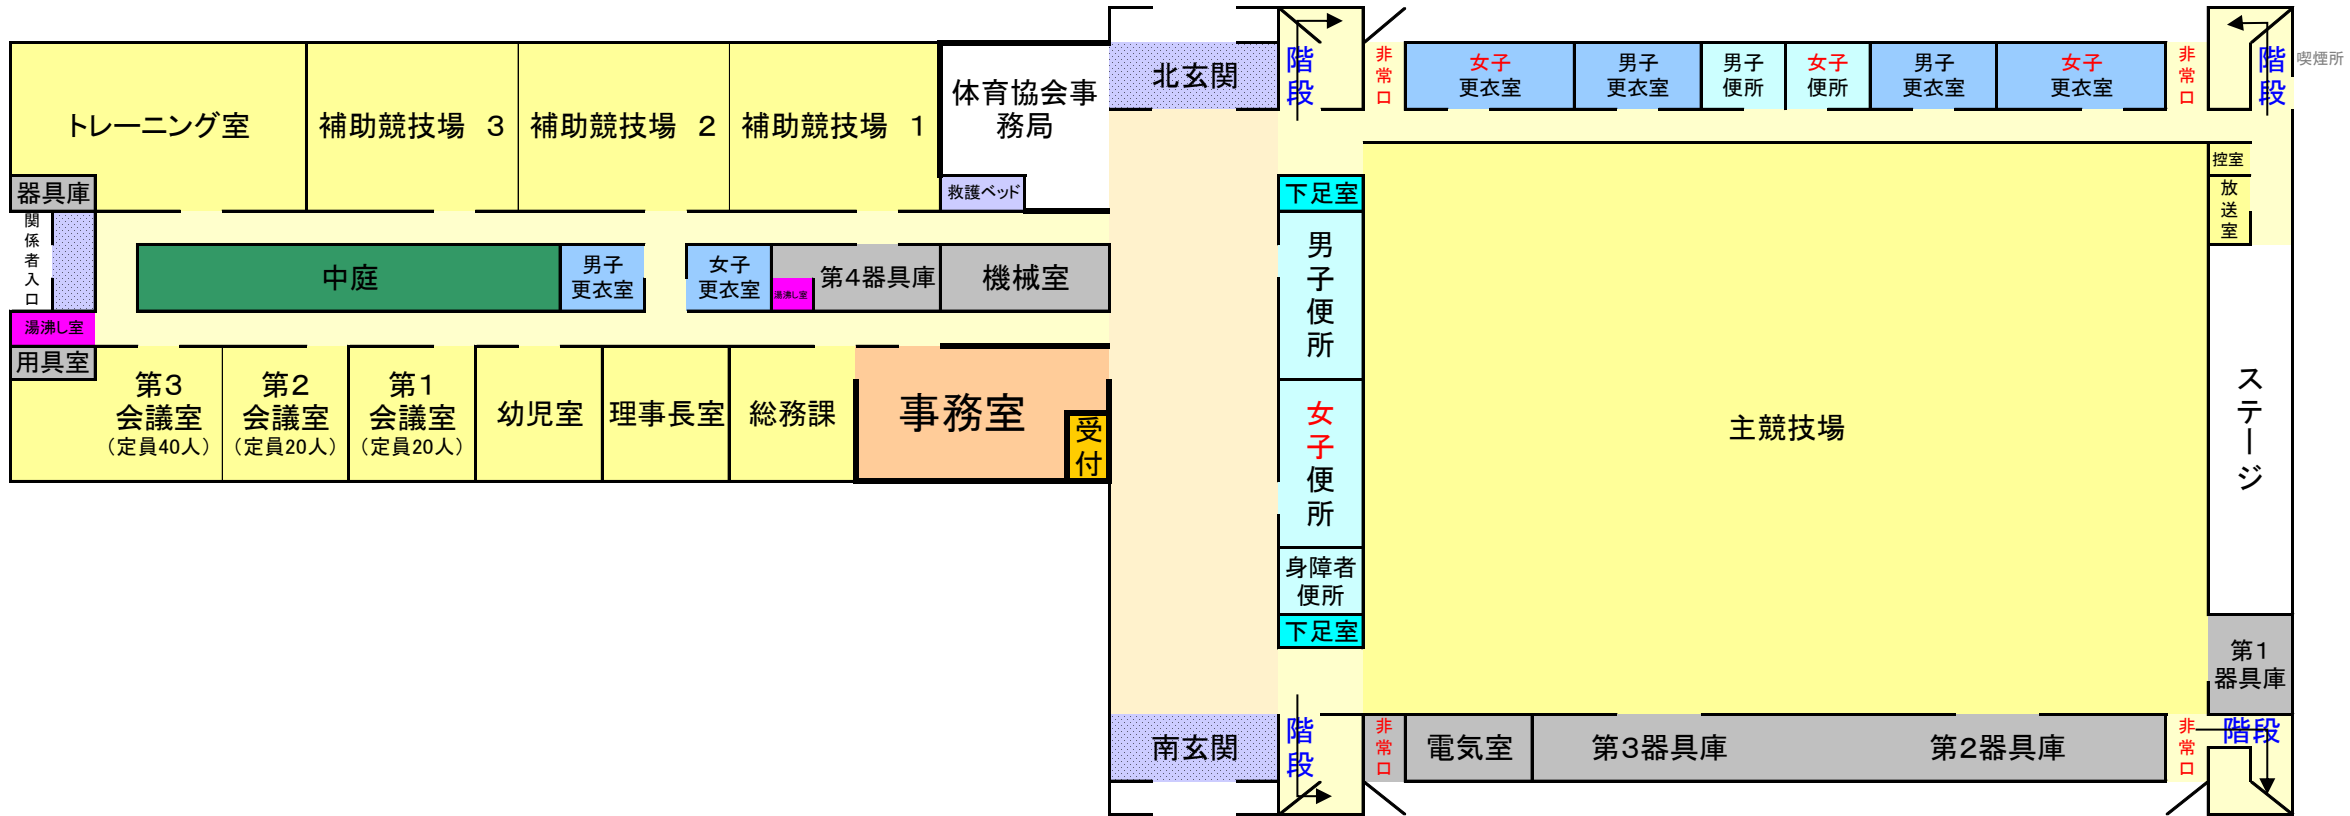 トレーニング室
補助競技場 3
補助競技場 2
補助競技場 1
体育協会事
務局
救護ベッド
器具庫
関係者入口
湯沸し室
用具室
中庭
男子
更衣室
女子
更衣室
湯沸し室
第4器具庫
機械室
第3
会議室
(定員40人)
第2
会議室
(定員20人)
第1
会議室
(定員20人)
幼児室
理事長室
総務課
事務室
受付
北玄関
南玄関
階段
非常口
女子
更衣室
男子
更衣室
男子
便所
女子
便所
男子
更衣室
女子
更衣室
非常口
階段
喫煙所
下足室
男子便所
女子便所
身障者
便所
下足室
主競技場
控室
放送室
ステージ
第1
器具庫
階段
非常口
電気室
第3器具庫
第2器具庫
非常口
階段